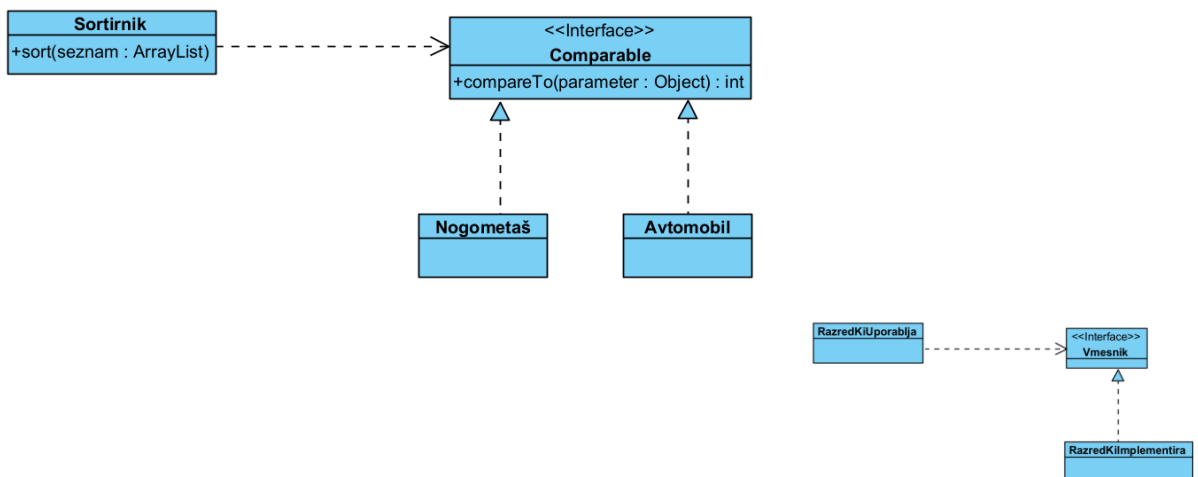 Sortirnik
+sort(seznam : ArrayList)
<<Interface>>
Comparable
+compareTo(parameter : Object) : int
Nogometaš
Avtomobil
RazredKiUporablja
<<Interface>>
Vmesnik
RazredKiImplementira